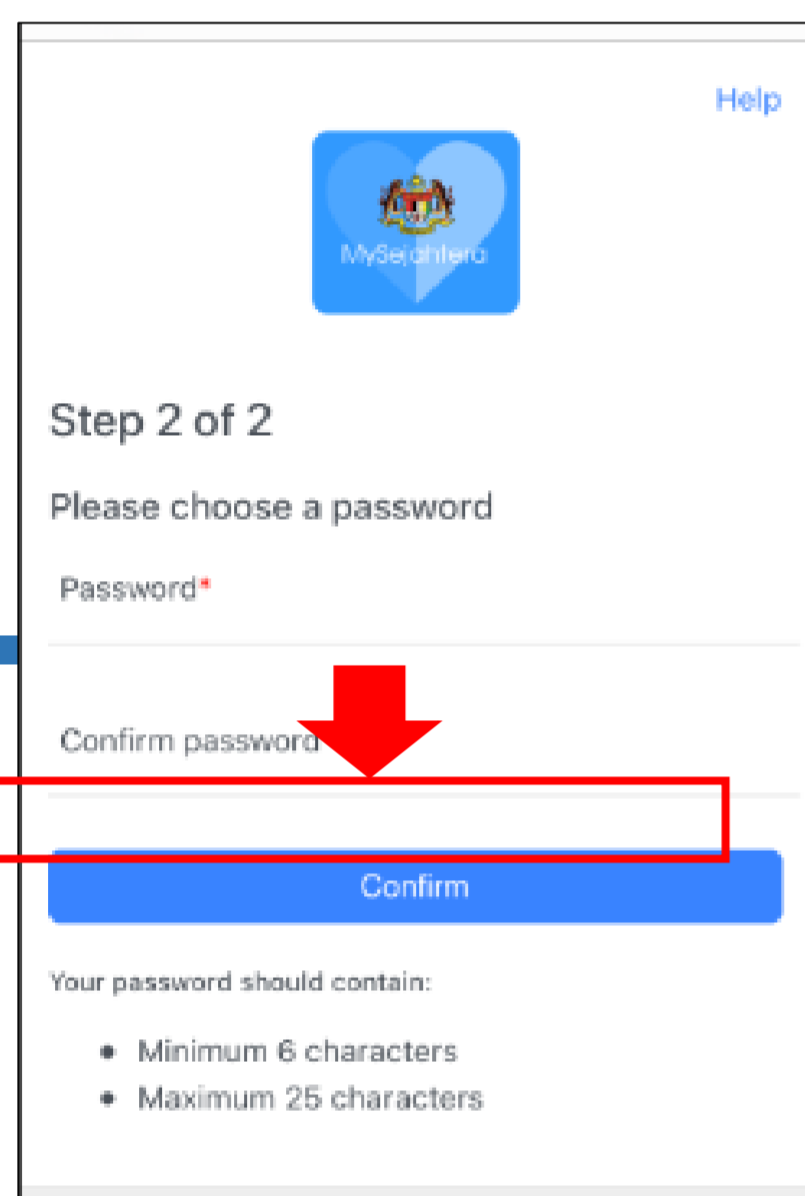 Help
MySejahtera
Step 2 of 2
Please choose a password
Password*
Confirm password
Confirm
Your password should contain:
• Minimum 6 characters
• Maximum 25 characters